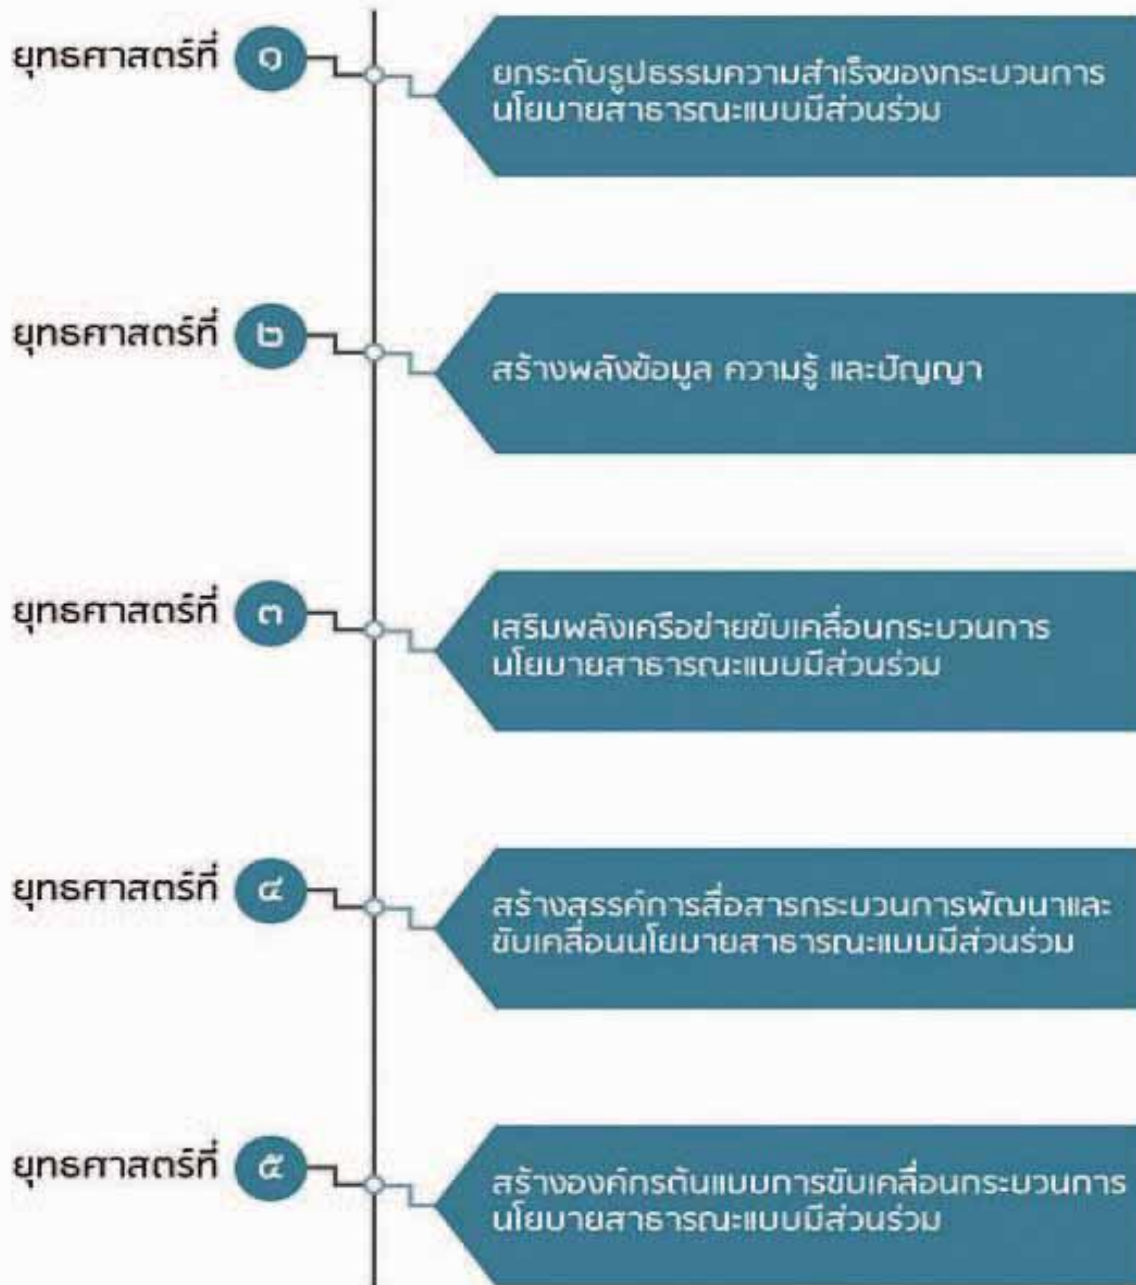 ยุทธศาสตร์ที่ ๑
ยกระดับรูปธรรมความสำเร็จของกระบวนการ
นโยบายสาธารณะแบบมีส่วนร่วม
ยุทธศาสตร์ที่ ๒
สร้างพลังข้อมูล ความรู้ และปัญญา
ยุทธศาสตร์ที่ ๓
เสริมพลังเครือข่ายขับเคลื่อนกระบวนการ
นโยบายสาธารณะแบบมีส่วนร่วม
ยุทธศาสตร์ที่ ๔
สร้างสรรค์การสื่อสารกระบวนการพัฒนาและ
ขับเคลื่อนนโยบายสาธารณะแบบมีส่วนร่วม
ยุทธศาสตร์ที่ ๕
สร้างองค์กรต้นแบบการขับเคลื่อนกระบวนการ
นโยบายสาธารณะแบบมีส่วนร่วม